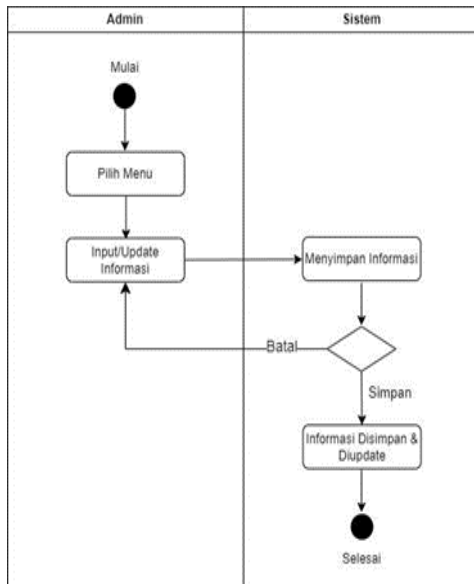 Admin
Sistem
Mulai
Pilih Menu
Input/Update
Informasi
Menyimpan Informasi
Batal
Simpan
Informasi Disimpan &
Diupdate
Selesai